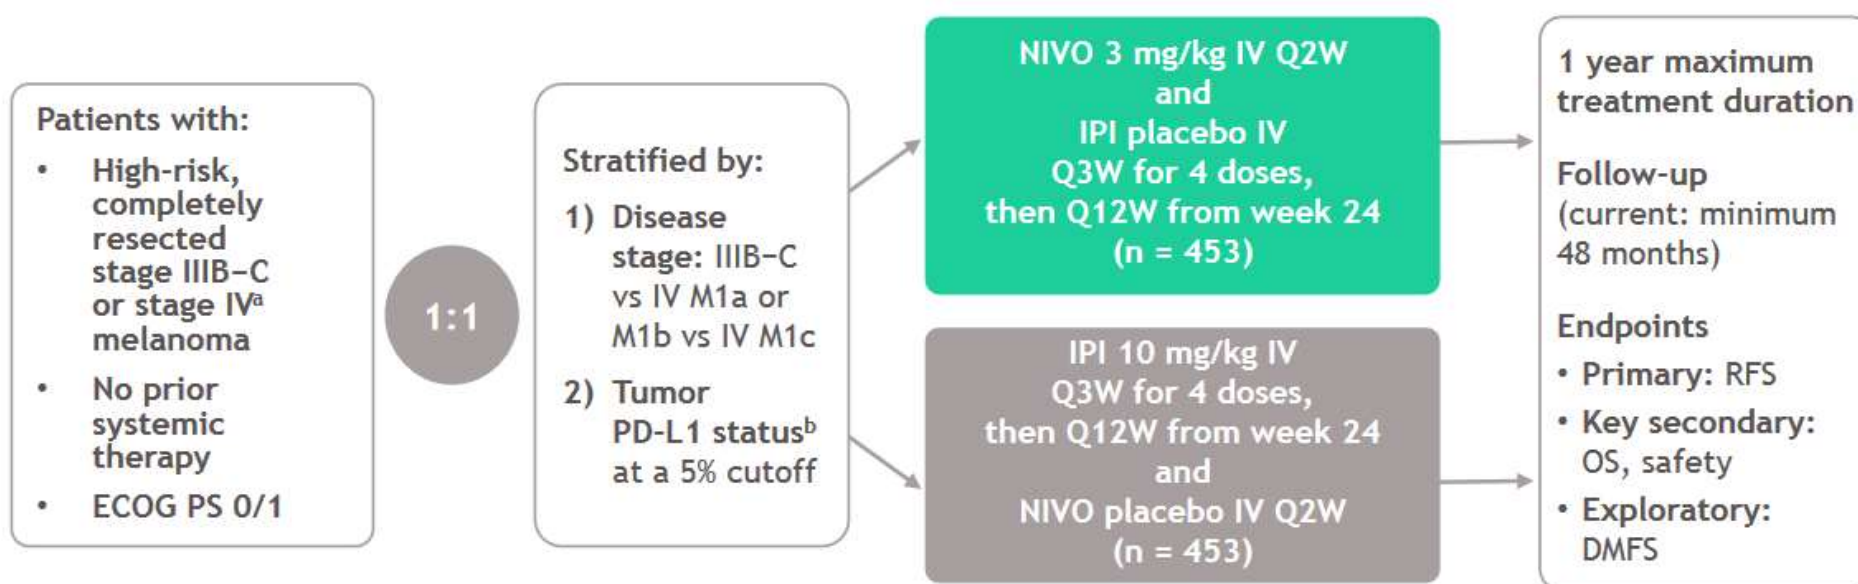 Patients with:
• High-risk,
completely
resected
stage IIIB–C
or stage IVᵃ
melanoma
• No prior
systemic
therapy
• ECOG PS 0/1
1:1
Stratified by:
1) Disease
stage: IIIB–C
vs IV M1a or
M1b vs IV M1c
2) Tumor
PD-L1 statusᵇ
at a 5% cutoff
NIVO 3 mg/kg IV Q2W
and
IPI placebo IV
Q3W for 4 doses,
then Q12W from week 24
(n = 453)
IPI 10 mg/kg IV
Q3W for 4 doses,
then Q12W from week 24
and
NIVO placebo IV Q2W
(n = 453)
1 year maximum
treatment duration
Follow-up
(current: minimum
48 months)
Endpoints
• Primary: RFS
• Key secondary:
OS, safety
• Exploratory:
DMFS